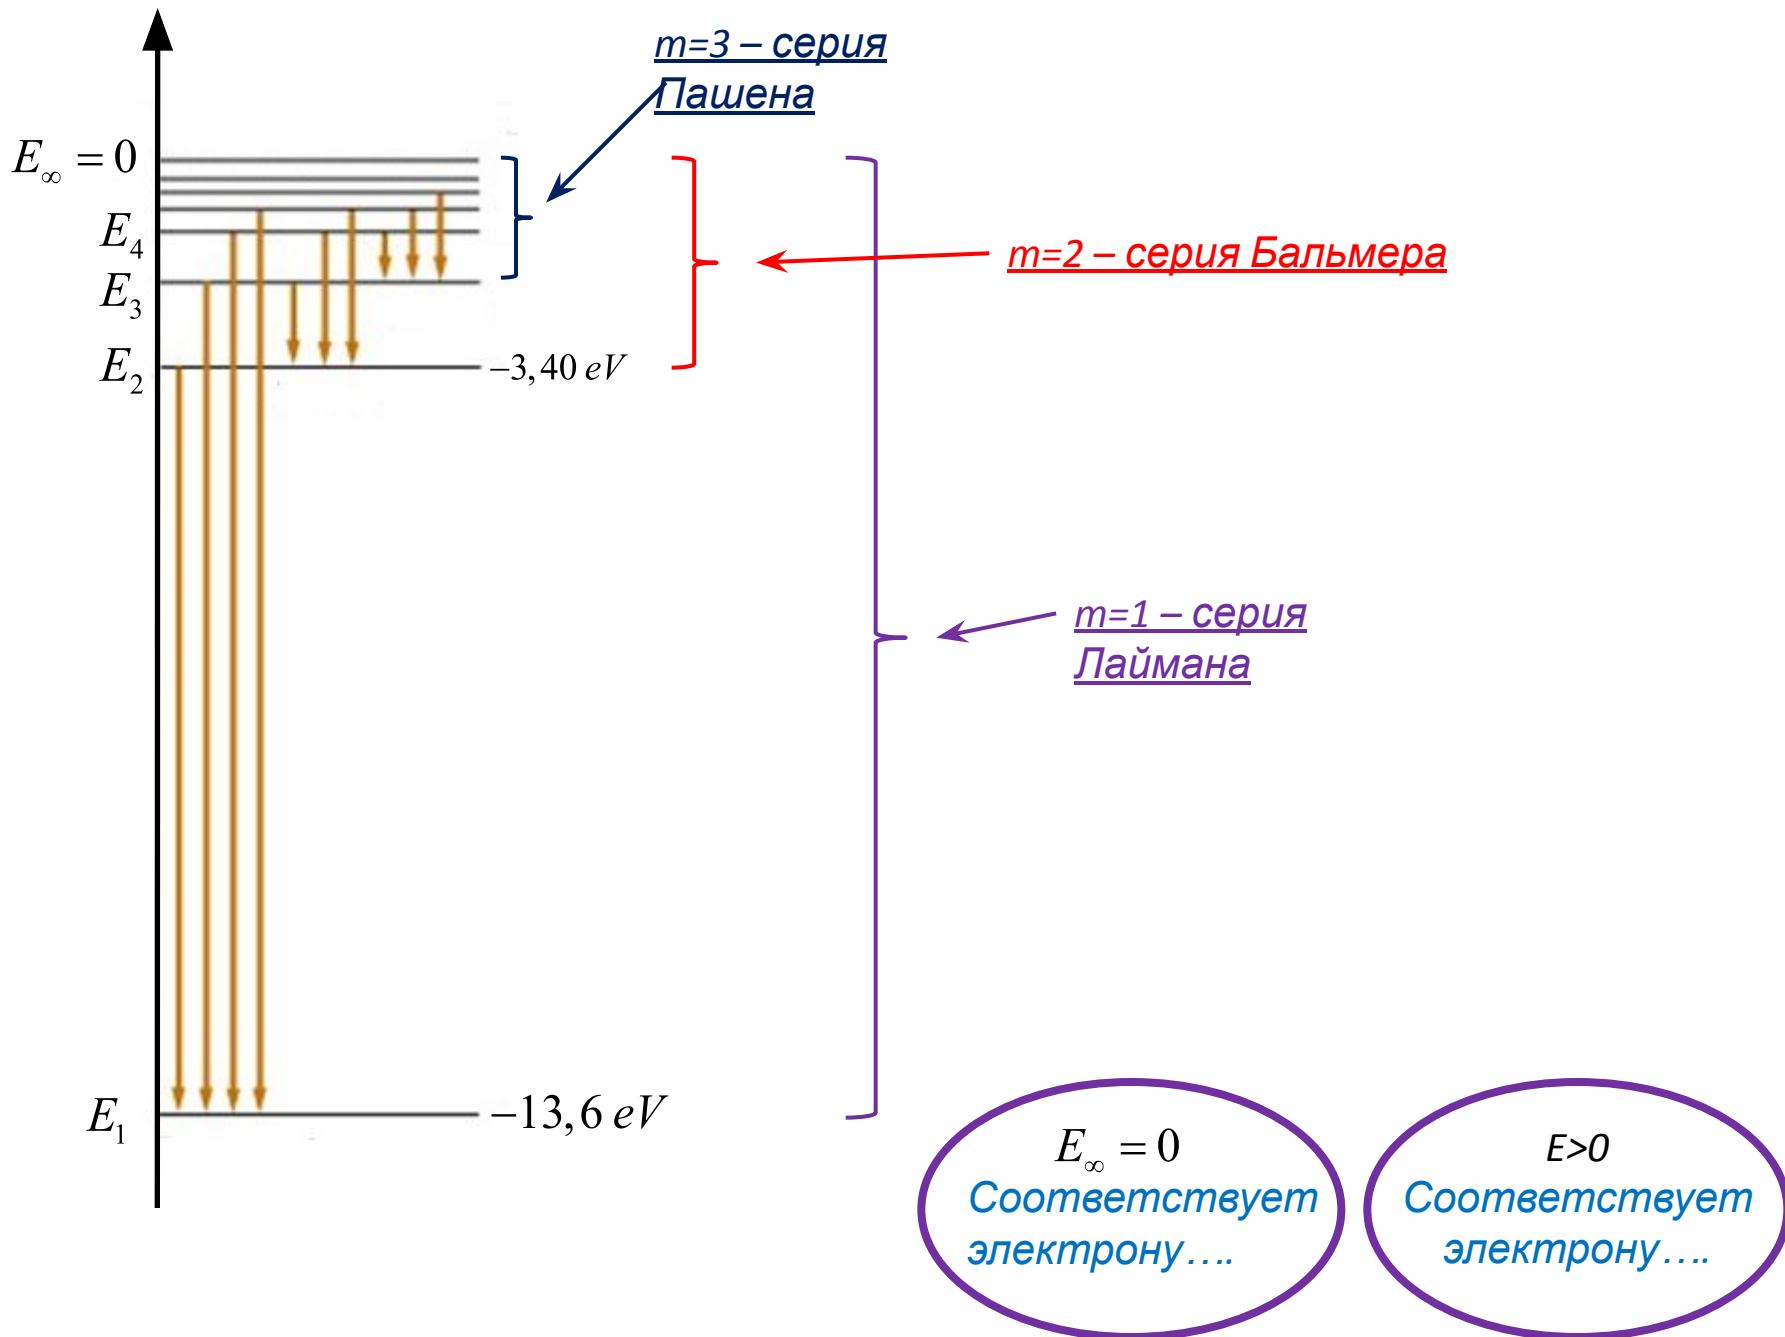 m=3 – серия
Пашена
E∞ = 0
E4
m=2 – серия Бальмера
E3
E2
−3,40 eV
m=1 – серия
Лаймана
E1
−13,6 eV
E∞ = 0
Соответствует
электрону….
E>0
Соответствует
электрону….